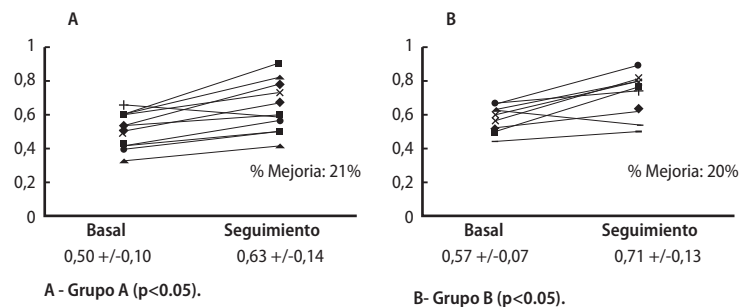 A
1
0,8
0,6
0,4
0,2
0
% Mejoria: 21%
Basal
Seguimiento
0,50 +/-0,10
0,63 +/-0,14
A - Grupo A (p<0.05).
B
1
0,8
0,6
0,4
0,2
0
% Mejoria: 20%
Basal
Seguimiento
0,57 +/-0,07
0,71 +/-0,13
B- Grupo B (p<0.05).